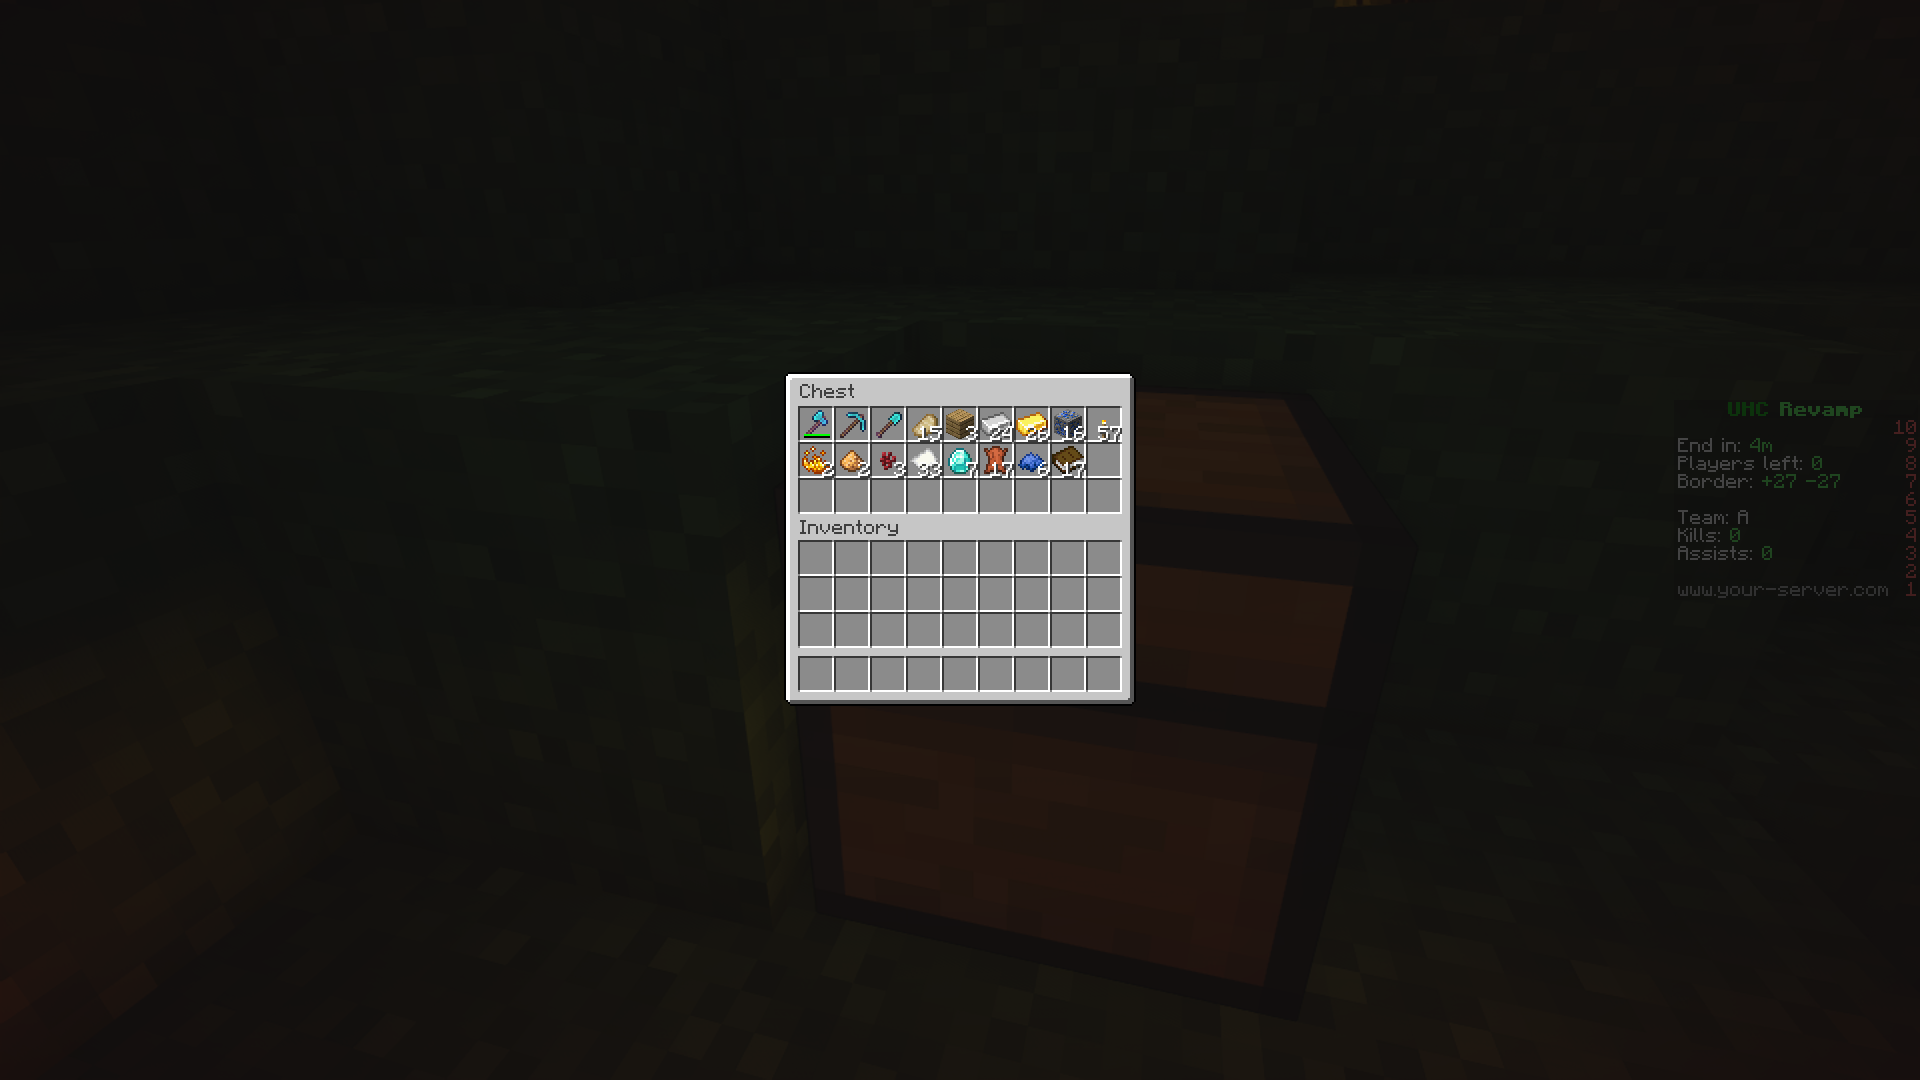 Chest
15 3 24 26 16 57
2 2 3 33 7 17 6 17
Inventory
UHC Revamp
10
End in: 4m 9
Players left: 0 8
Border: +27 -27 7
6
Team: A 5
Kills: 0 4
Assists: 0 3
2
www.your-server.com 1